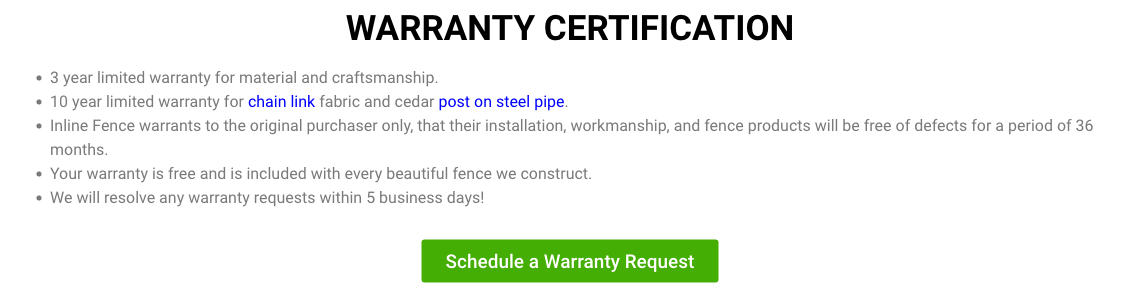 WARRANTY CERTIFICATION
• 3 year limited warranty for material and craftsmanship.
• 10 year limited warranty for chain link fabric and cedar post on steel pipe.
• Inline Fence warrants to the original purchaser only, that their installation, workmanship, and fence products will be free of defects for a period of 36
months.
• Your warranty is free and is included with every beautiful fence we construct.
• We will resolve any warranty requests within 5 business days!
Schedule a Warranty Request